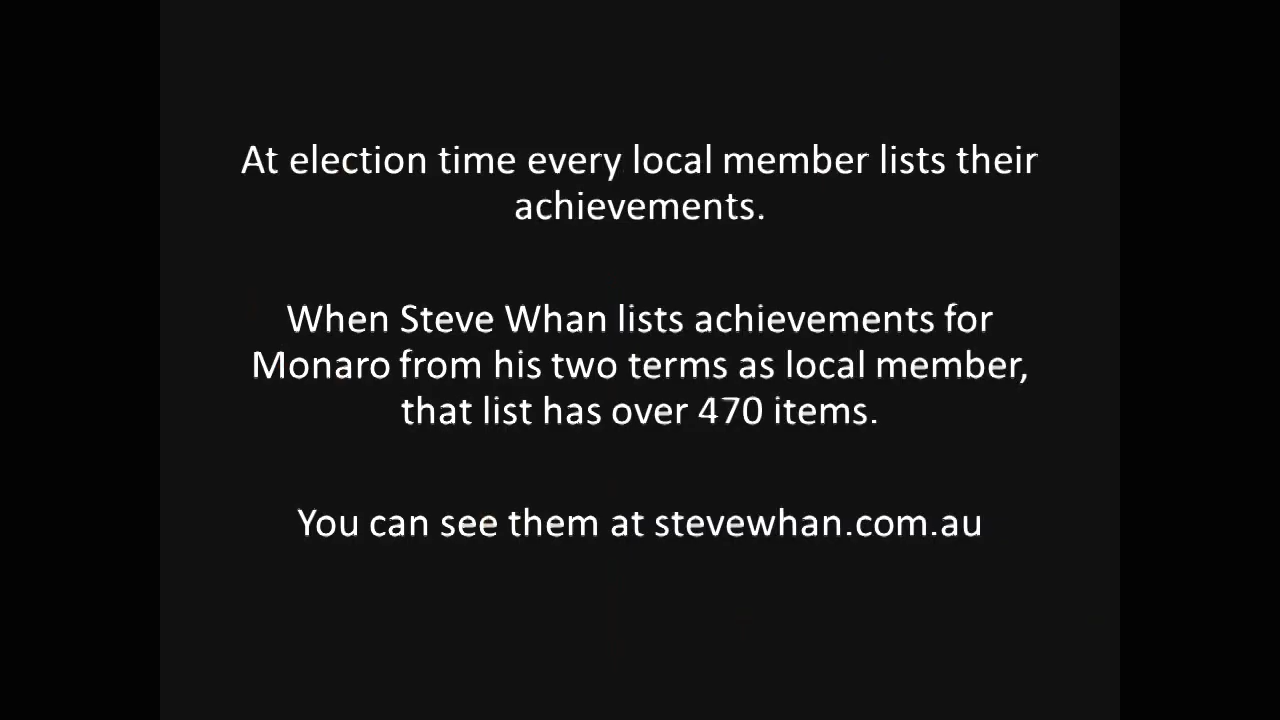 At election time every local member lists their
achievements.
When Steve Whan lists achievements for
Monaro from his two terms as local member,
that list has over 470 items.
You can see them at stevewhan.com.au